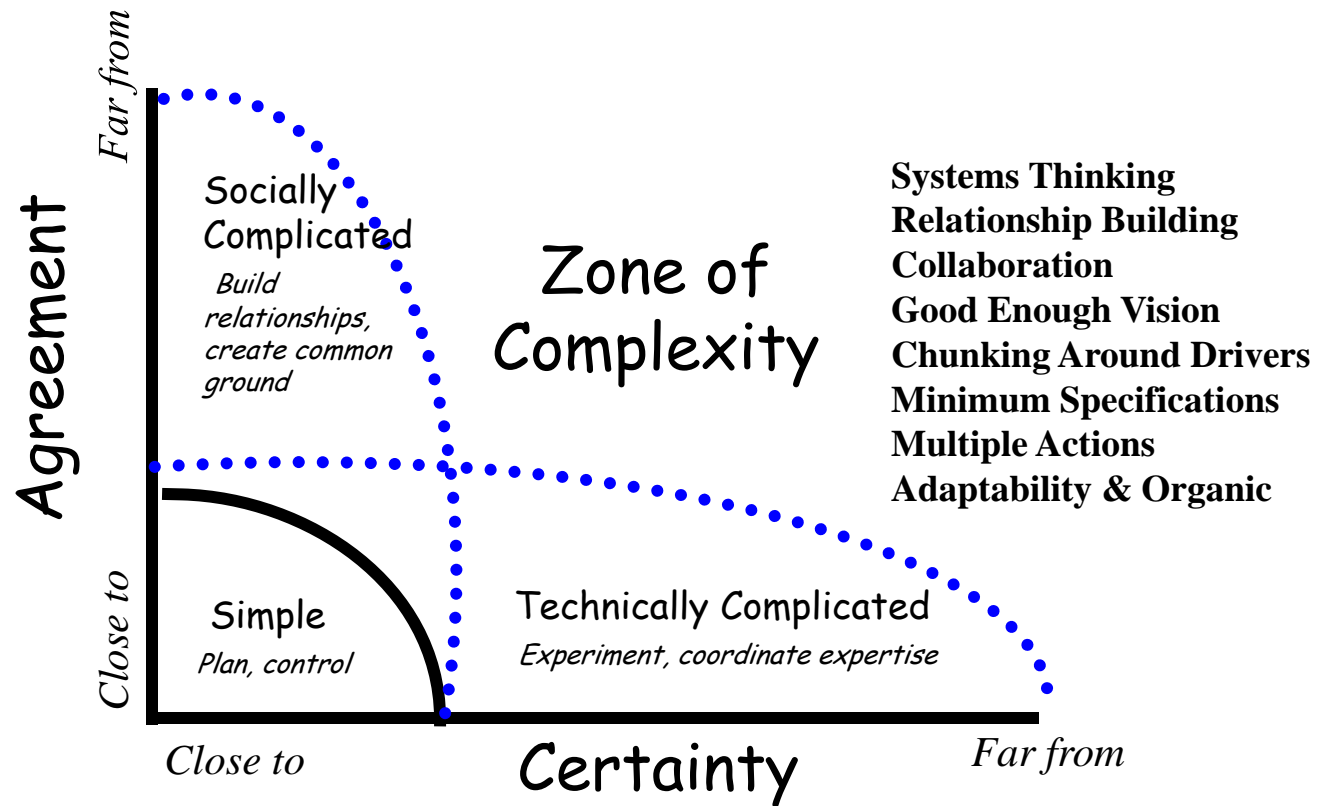 Far from
Agreement
Close to
Socially
Complicated
Build
relationships,
create common
ground
Zone of
Complexity
Systems Thinking
Relationship Building
Collaboration
Good Enough Vision
Chunking Around Drivers
Minimum Specifications
Multiple Actions
Adaptability & Organic
Simple
Plan, control
Technically Complicated
Experiment, coordinate expertise
Close to
Certainty
Far from